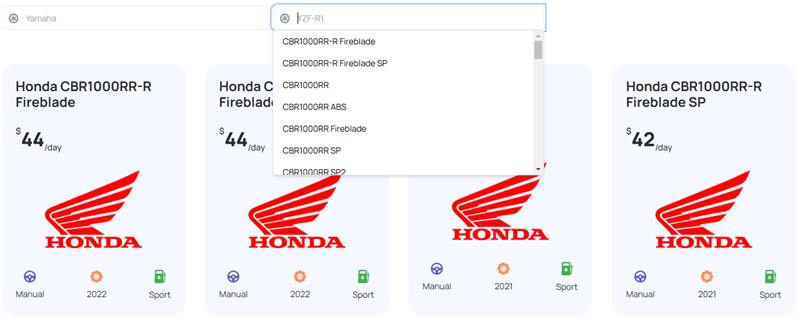 Yamaha
YZF-R1
CBR1000RR-R Fireblade
CBR1000RR-R Fireblade SP
CBR1000RR
CBR1000RR ABS
CBR1000RR Fireblade
CBR1000RR SP
CBR1000RR SP2
Honda CBR1000RR-R
Fireblade
$44/day
HONDA
Manual
2022
Sport
Honda C
Fireblade
$44/day
HONDA
Manual
2022
Sport
HONDA
Manual
2021
Sport
Honda CBR1000RR-R
Fireblade SP
$42/day
HONDA
Manual
2021
Sport